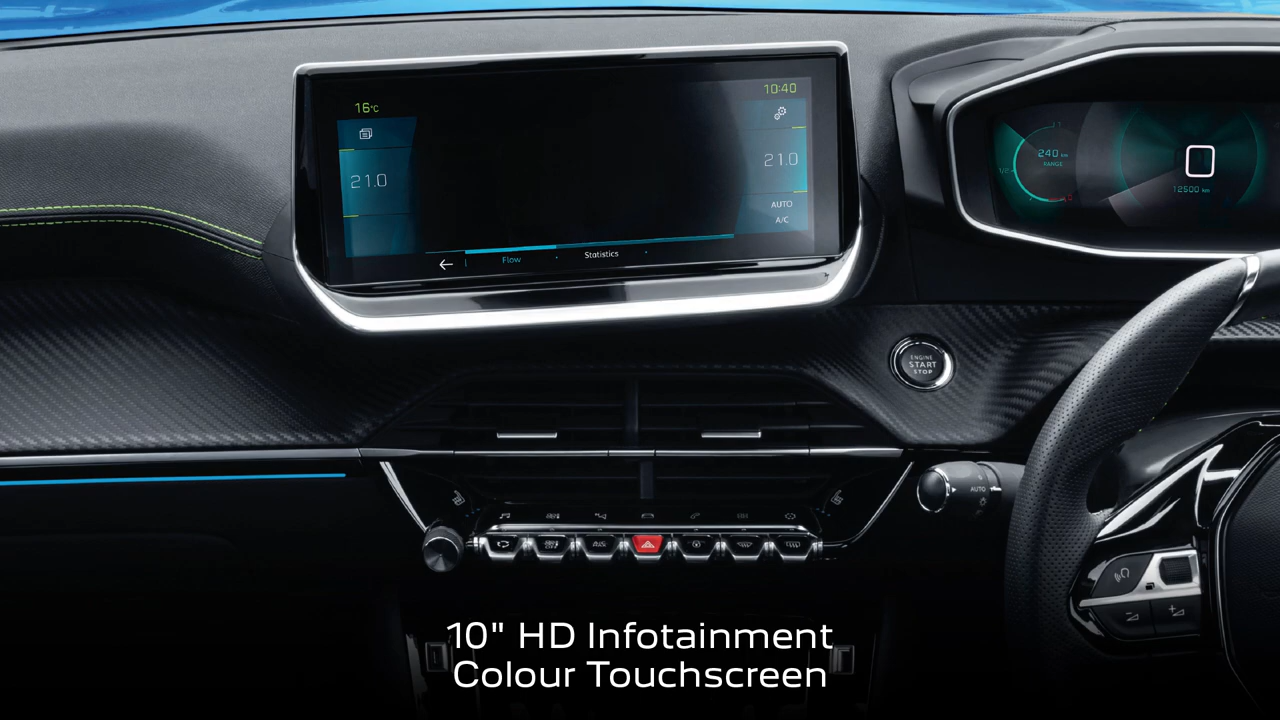 16°C
10:40
21.0
21.0
AUTO
A/C
← Flow · Statistics ·
240 km
RANGE
12500 km
ENGINE
START
STOP
AUTO
A/C
10" HD Infotainment
Colour Touchscreen